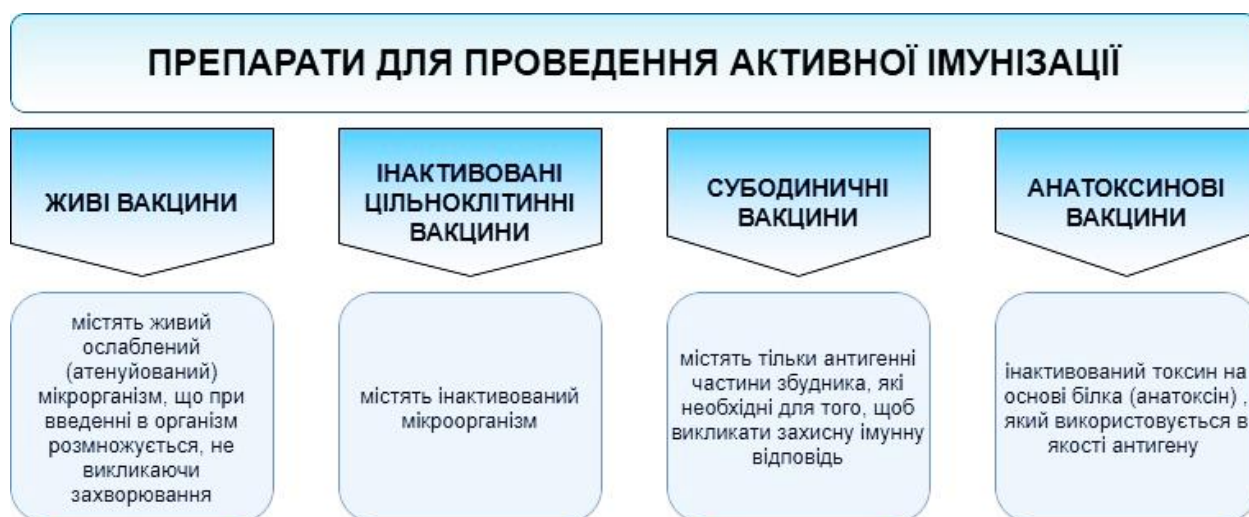 ПРЕПАРАТИ ДЛЯ ПРОВЕДЕННЯ АКТИВНОЇ ІМУНІЗАЦІЇ
ЖИВІ ВАКЦИНИ
містять живий
ослаблений
(атенуйований)
мікрорганізм, що при
введенні в організм
розмножується, не
викликаючи
захворювання
ІНАКТИВОВАНІ
ЦІЛЬНОКЛІТИННІ
ВАКЦИНИ
містять інактивований
мікроорганізм
СУБОДИНИЧНІ
ВАКЦИНИ
містять тільки антигенні
частини збудника, які
необхідні для того, щоб
викликати захисну імунну
відповідь
АНАТОКСИНОВІ
ВАКЦИНИ
інактивований токсин на
основі білка (анатоксін) ,
який використовується в
якості антигену